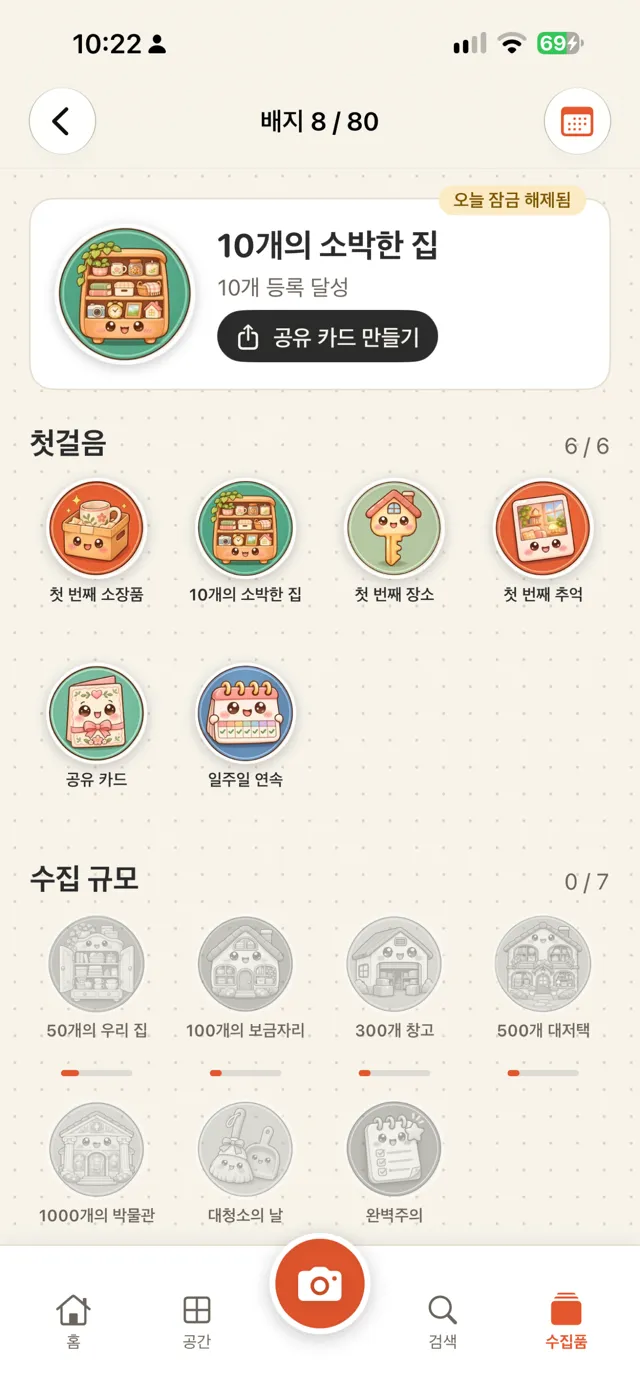 10:22
69
배지 8 / 80
오늘 잠금 해제됨
10개의 소박한 집
10개 등록 달성
공유 카드 만들기
첫걸음
6 / 6
첫 번째 소장품
10개의 소박한 집
첫 번째 장소
첫 번째 추억
공유 카드
일주일 연속
수집 규모
0 / 7
50개의 우리 집
100개의 보금자리
300개 창고
500개 대저택
1000개의 박물관
대청소의 날
완벽주의
홈
공간
검색
수집품